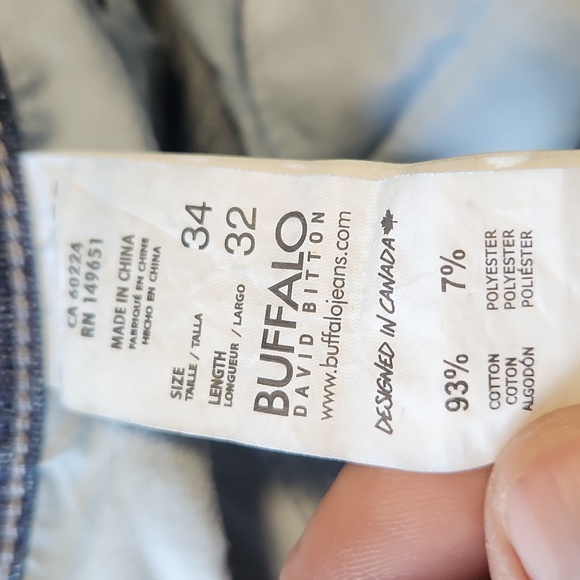 CA 60224
RN 149651
MADE IN CHINA
FABRIQUÉ EN CHINE
HECHO EN CHINA
SIZE 34
TAILLE / TALLA
LENGTH 32
LONGUEUR / LARGO
BUFFALO
DAVID BITTON
www.buffalojeans.com
DESIGNED IN CANADA
93% 7%
COTTON POLYESTER
COTON POLYESTER
ALGODÓN POLIÉSTER